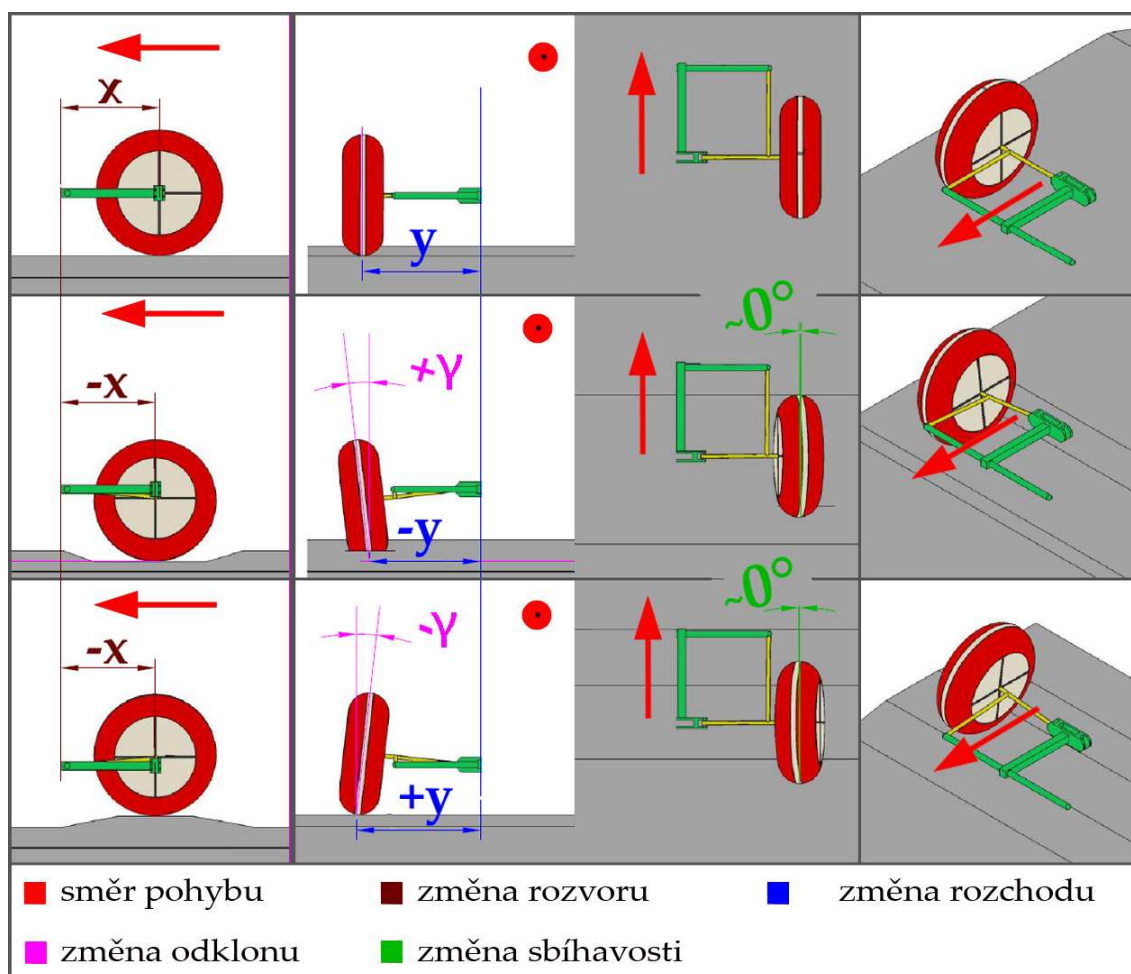 x
y
-x
+γ
-y
~0°
-x
-γ
+y
~0°
směr pohybu
změna rozvoru
změna rozchodu
změna odklonu
změna sbíhavosti